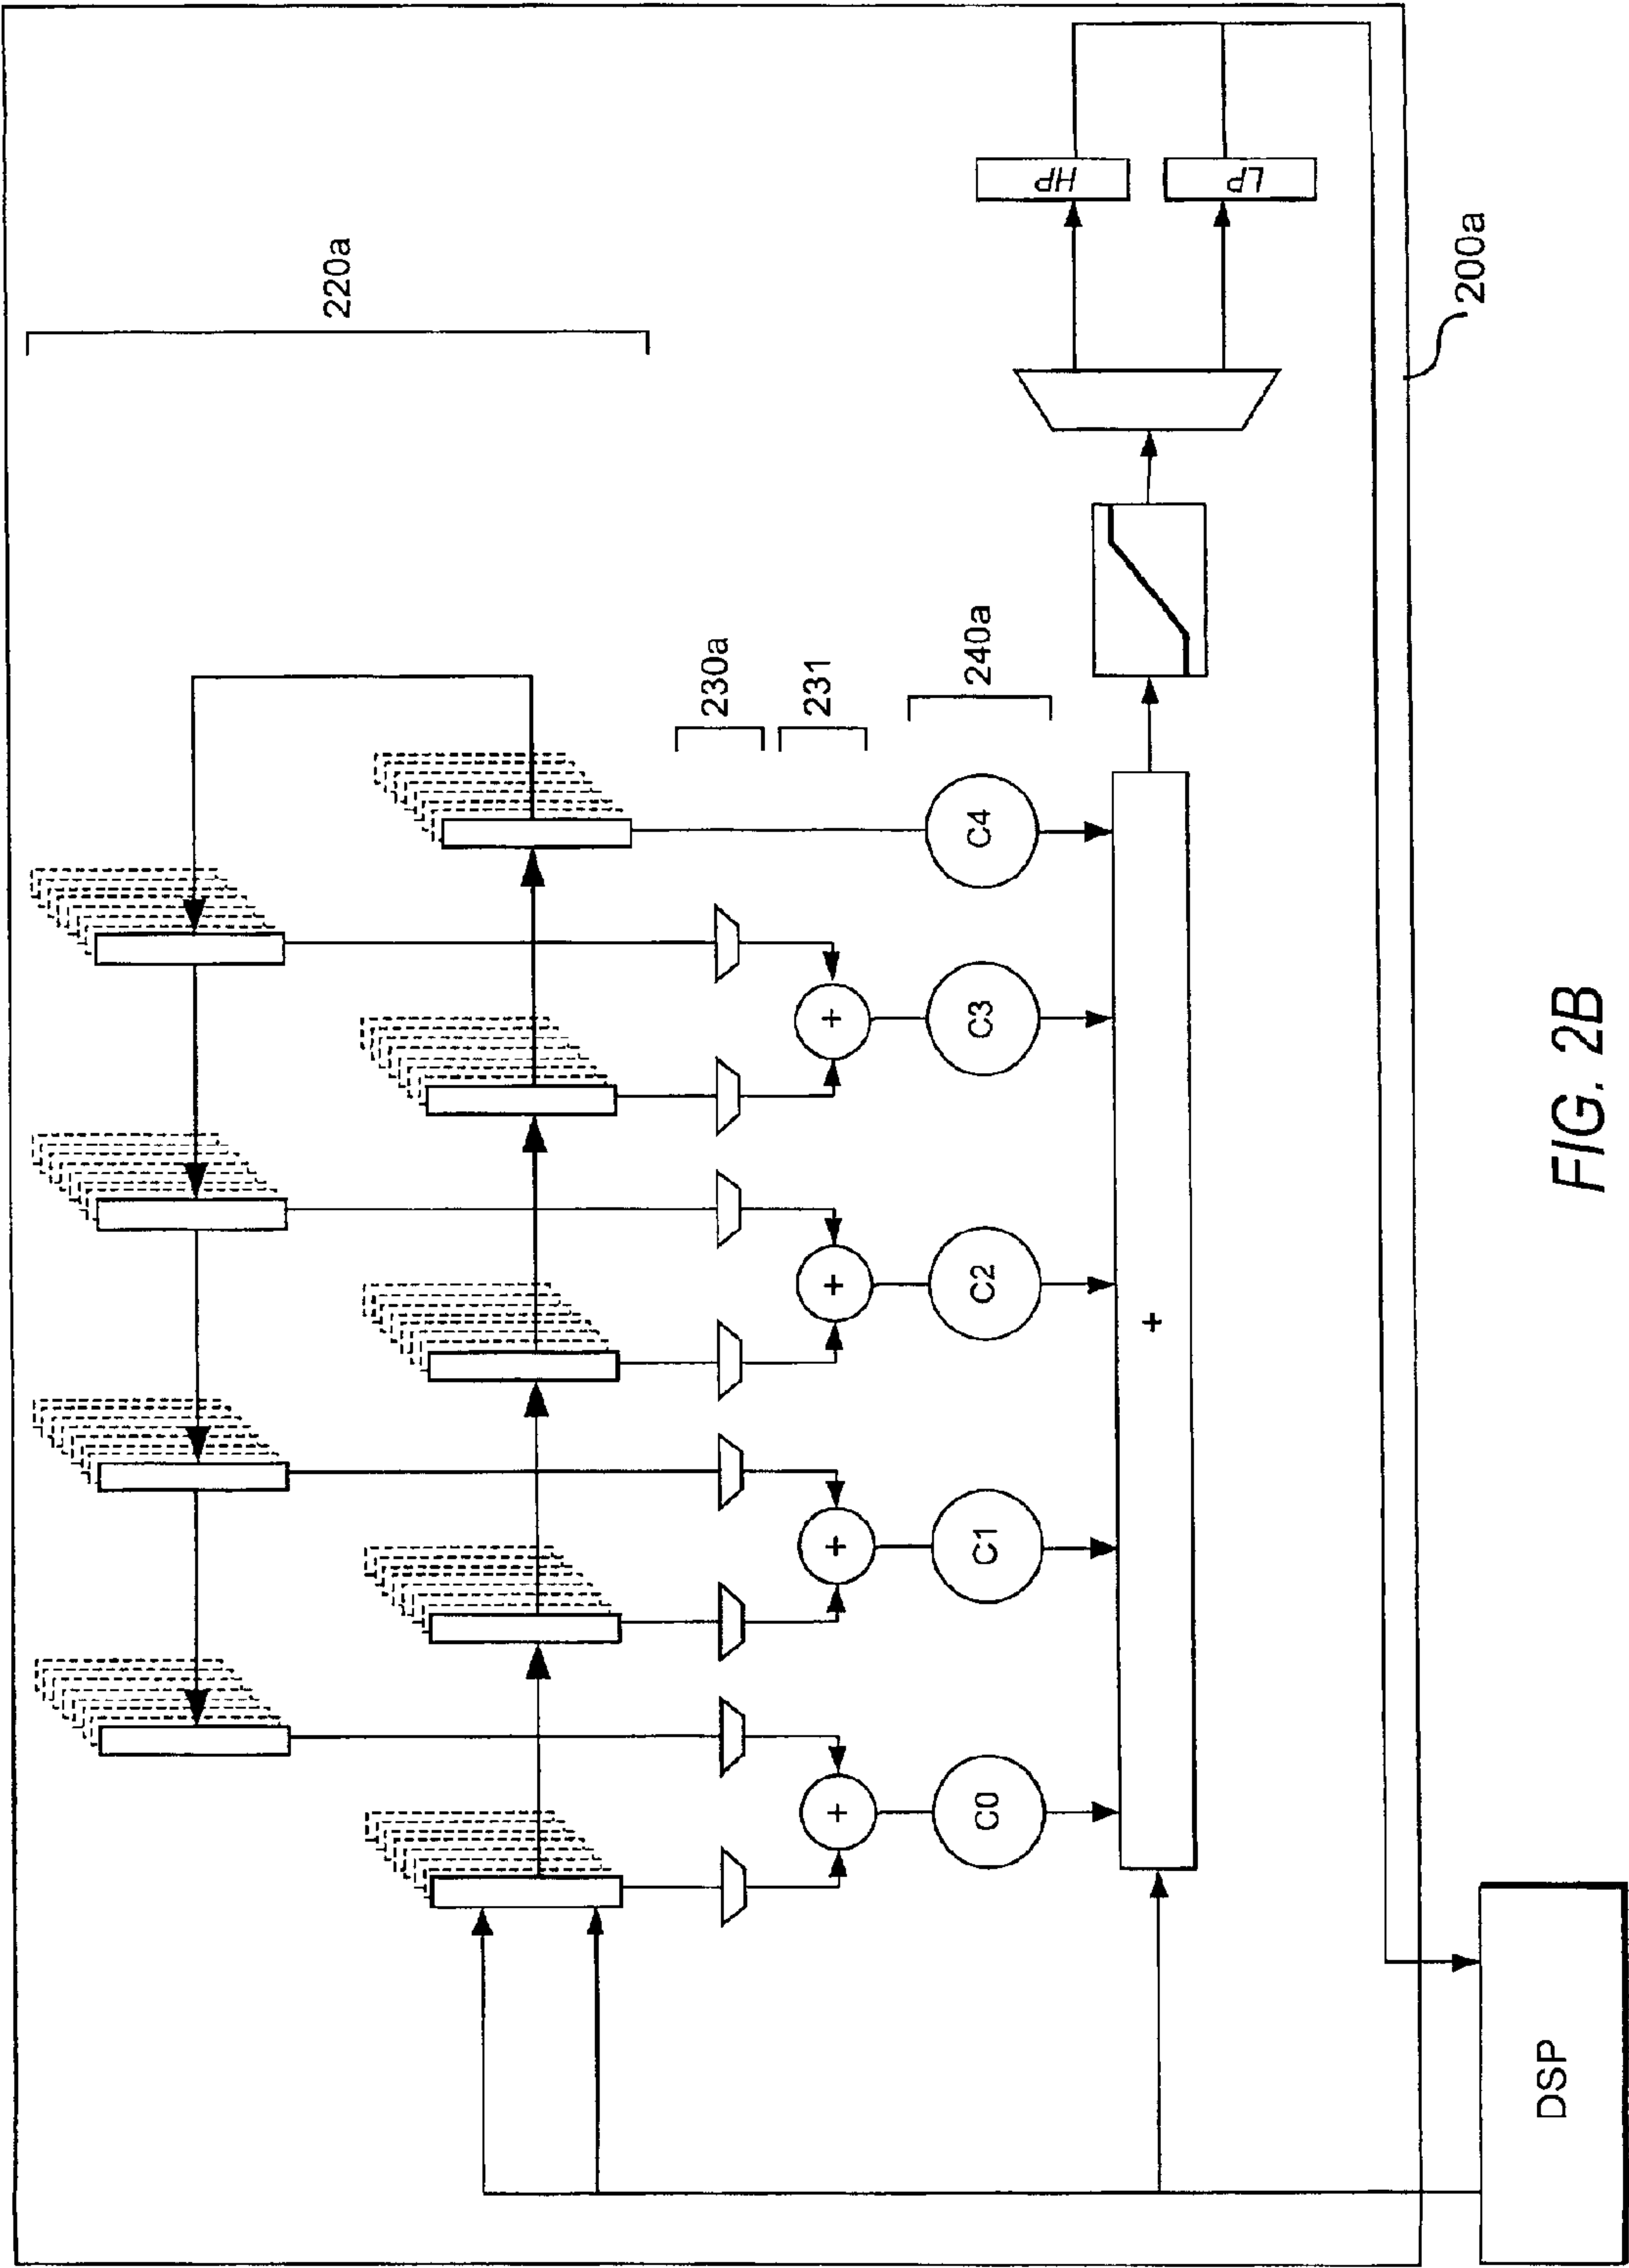 220a
230a
231
240a
+
+
+
+
C0
C1
C2
C3
C4
+
HP
LP
200a
DSP
FIG. 2B